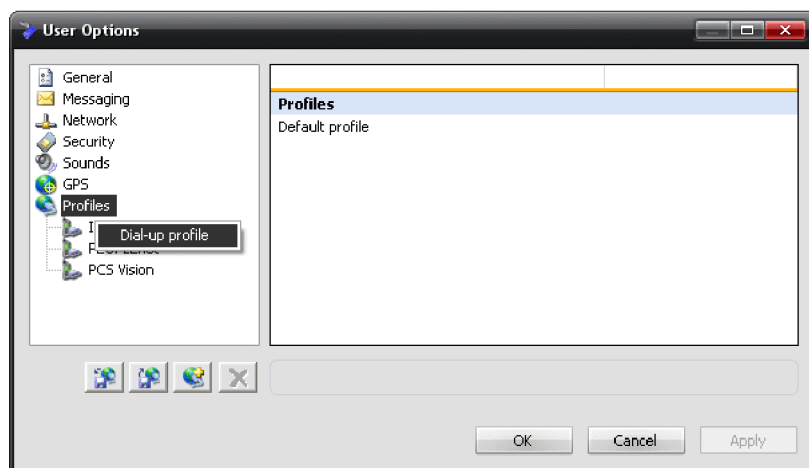 User Options
General
Messaging
Network
Security
Sounds
GPS
Profiles
Dial-up profile
PCS Vision
Profiles
Default profile
OK
Cancel
Apply